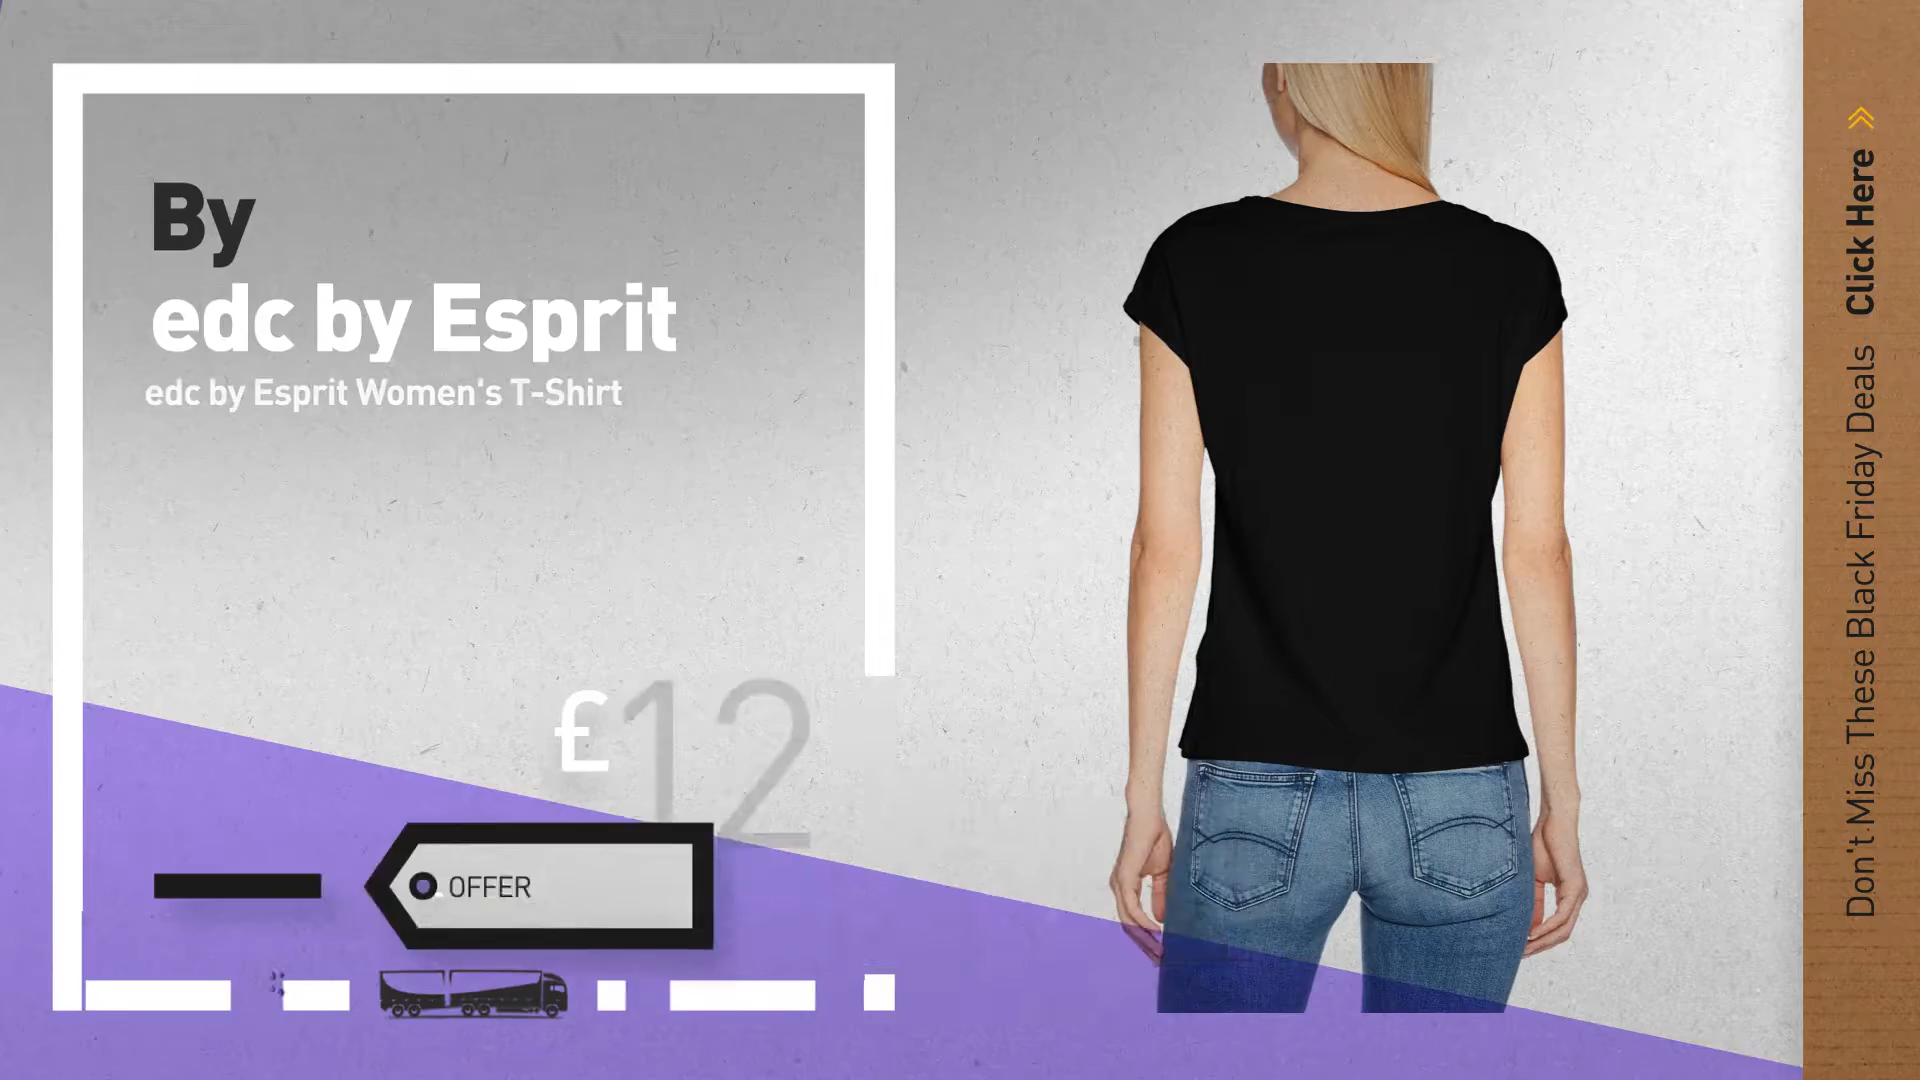 By
edc by Esprit
edc by Esprit Women's T-Shirt
£12
OFFER
Don't Miss These Black Friday Deals Click Here